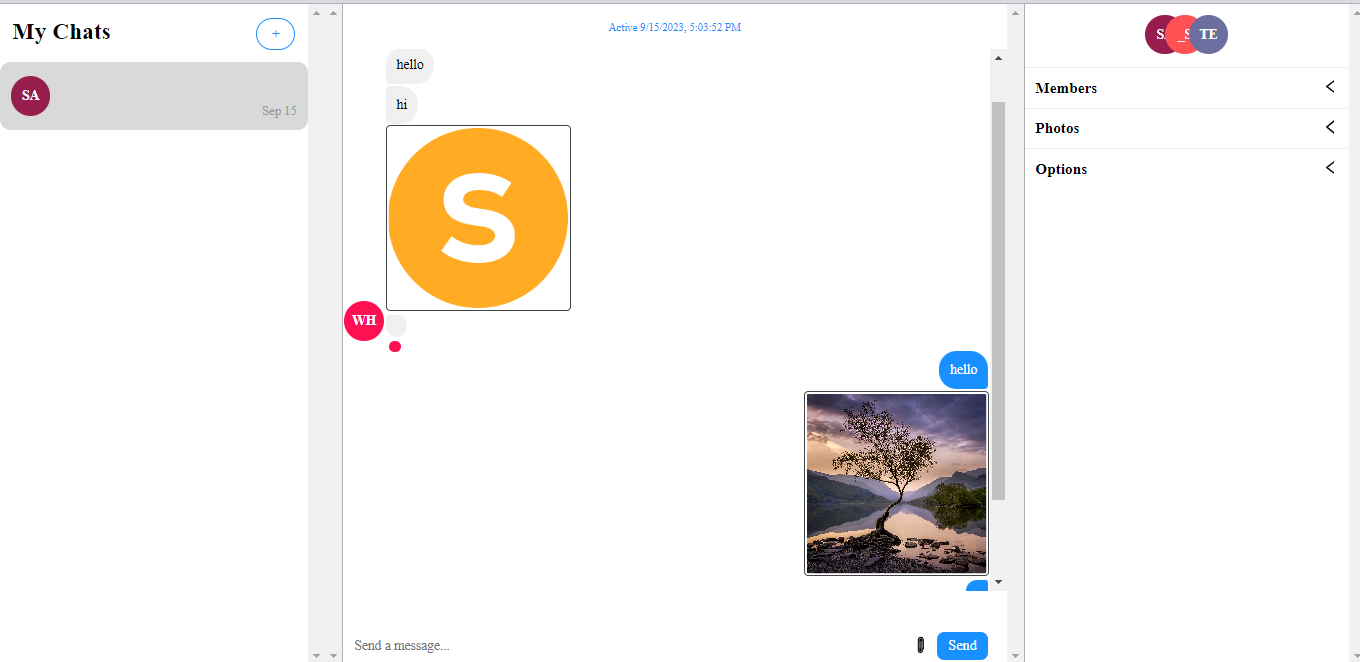 My Chats
+
SA
Sep 15
Active 9/15/2023, 5:03:52 PM
hello
hi
S
WH
hello
Send a message...
Send
_S
TE
Members
Photos
Options